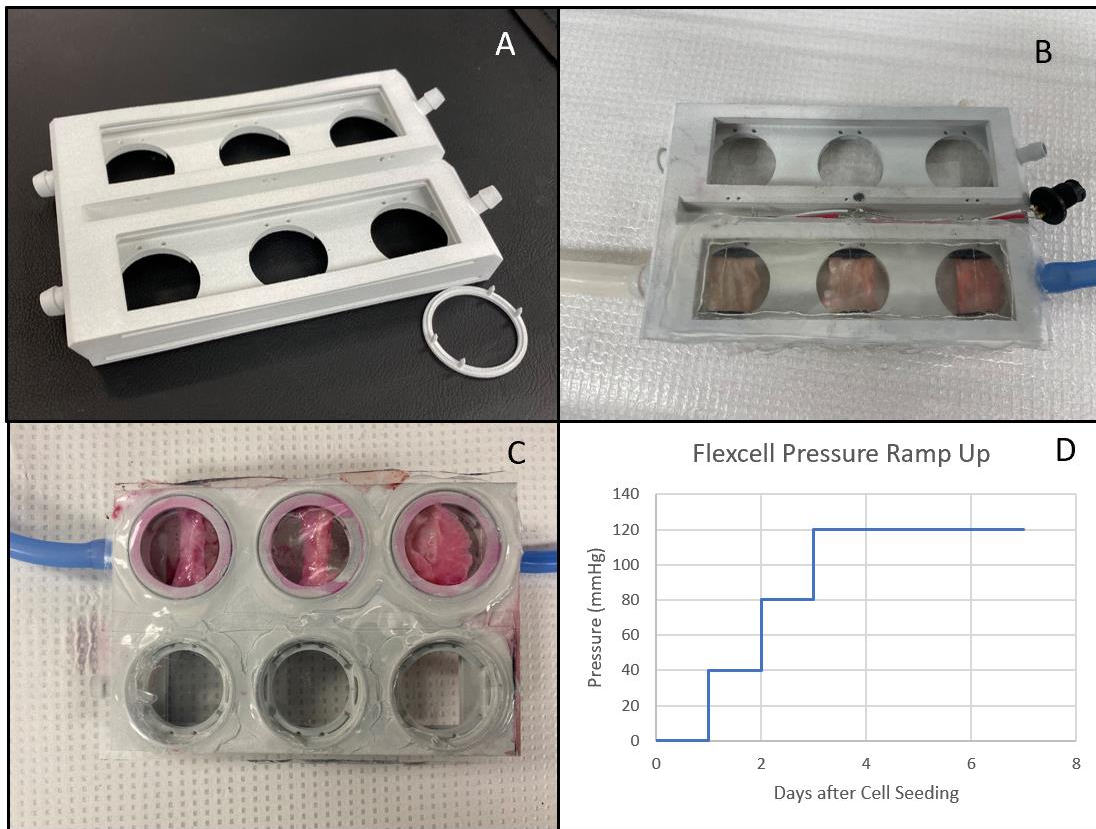 A
B
C
Flexcell Pressure Ramp Up
D
140
120
100
80
60
40
20
0
Pressure (mmHg)
0 2 4 6 8
Days after Cell Seeding